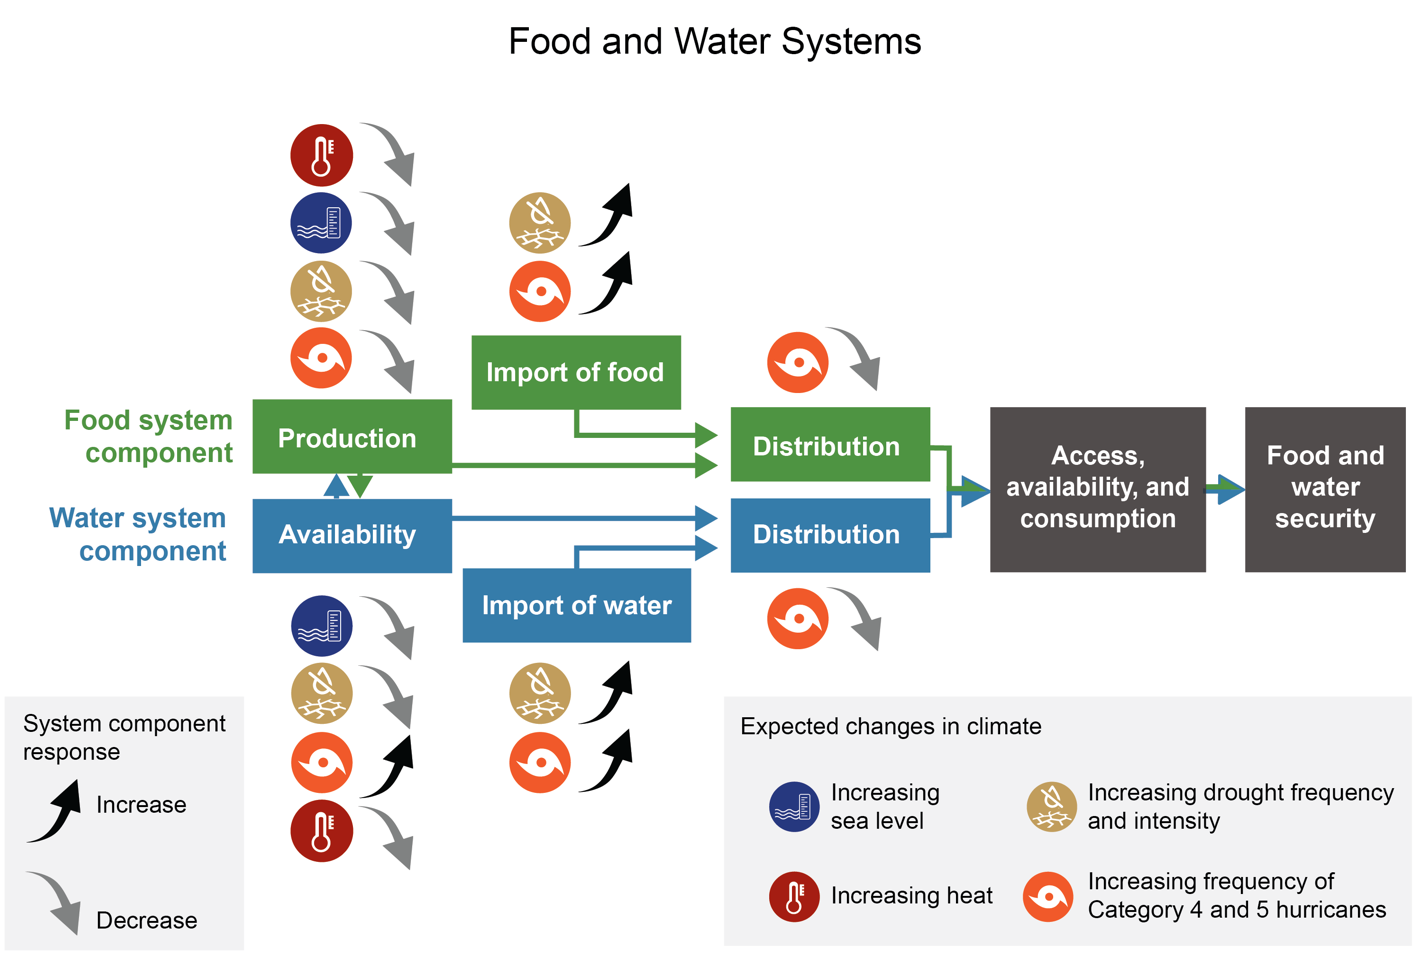 Food and Water Systems
Import of food
Food system
component
Production
Distribution
Access,
availability, and
consumption
Food and
water
security
Water system
component
Availability
Distribution
Import of water
System component
response
Increase
Decrease
Expected changes in climate
Increasing
sea level
Increasing drought frequency
and intensity
Increasing heat
Increasing frequency of
Category 4 and 5 hurricanes